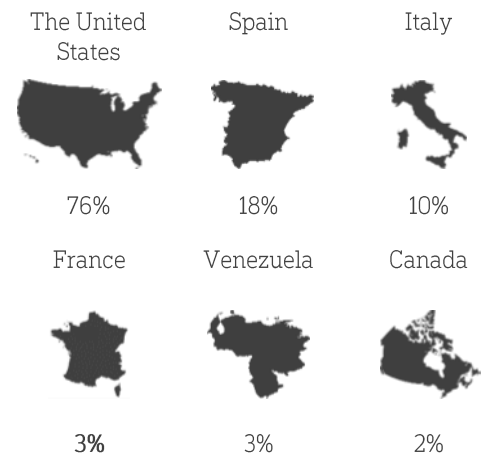 The United
States
Spain
Italy
76%
18%
10%
France
Venezuela
Canada
3%
3%
2%